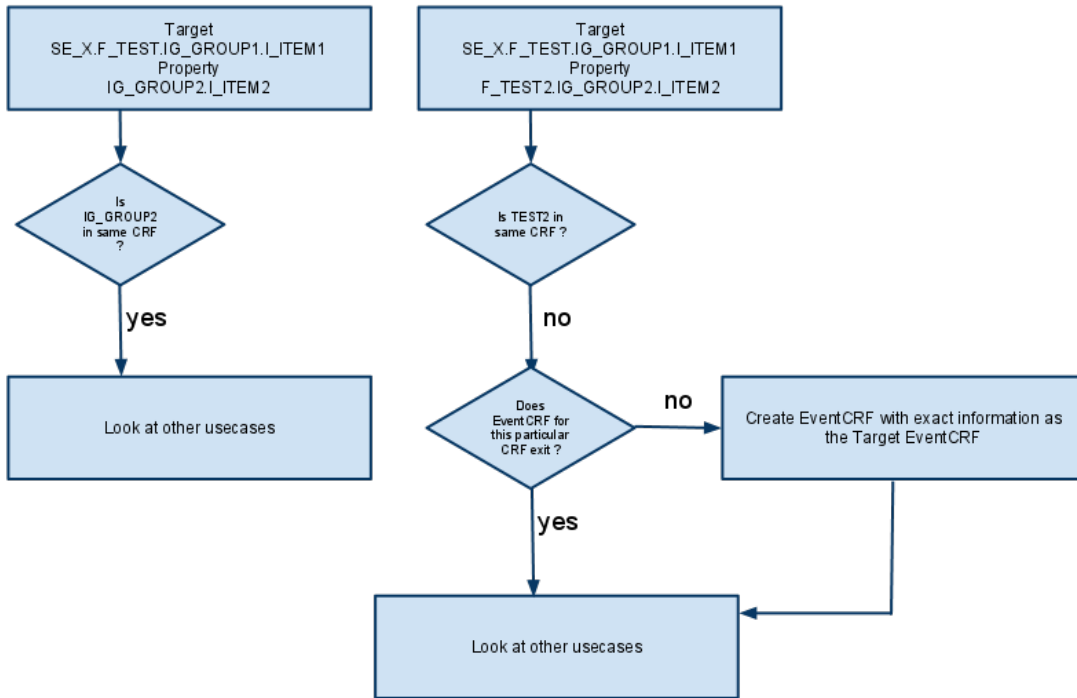 Target
SE_X.F_TEST.IG_GROUP1.I_ITEM1
Property
IG_GROUP2.I_ITEM2
Is
IG_GROUP2
in same CRF
?
yes
Look at other usecases
Target
SE_X.F_TEST.IG_GROUP1.I_ITEM1
Property
F_TEST2.IG_GROUP2.I_ITEM2
Is TEST2 in
same CRF ?
no
Does
EventCRF for
this particular
CRF exit ?
no
Create EventCRF with exact information as
the Target EventCRF
yes
Look at other usecases